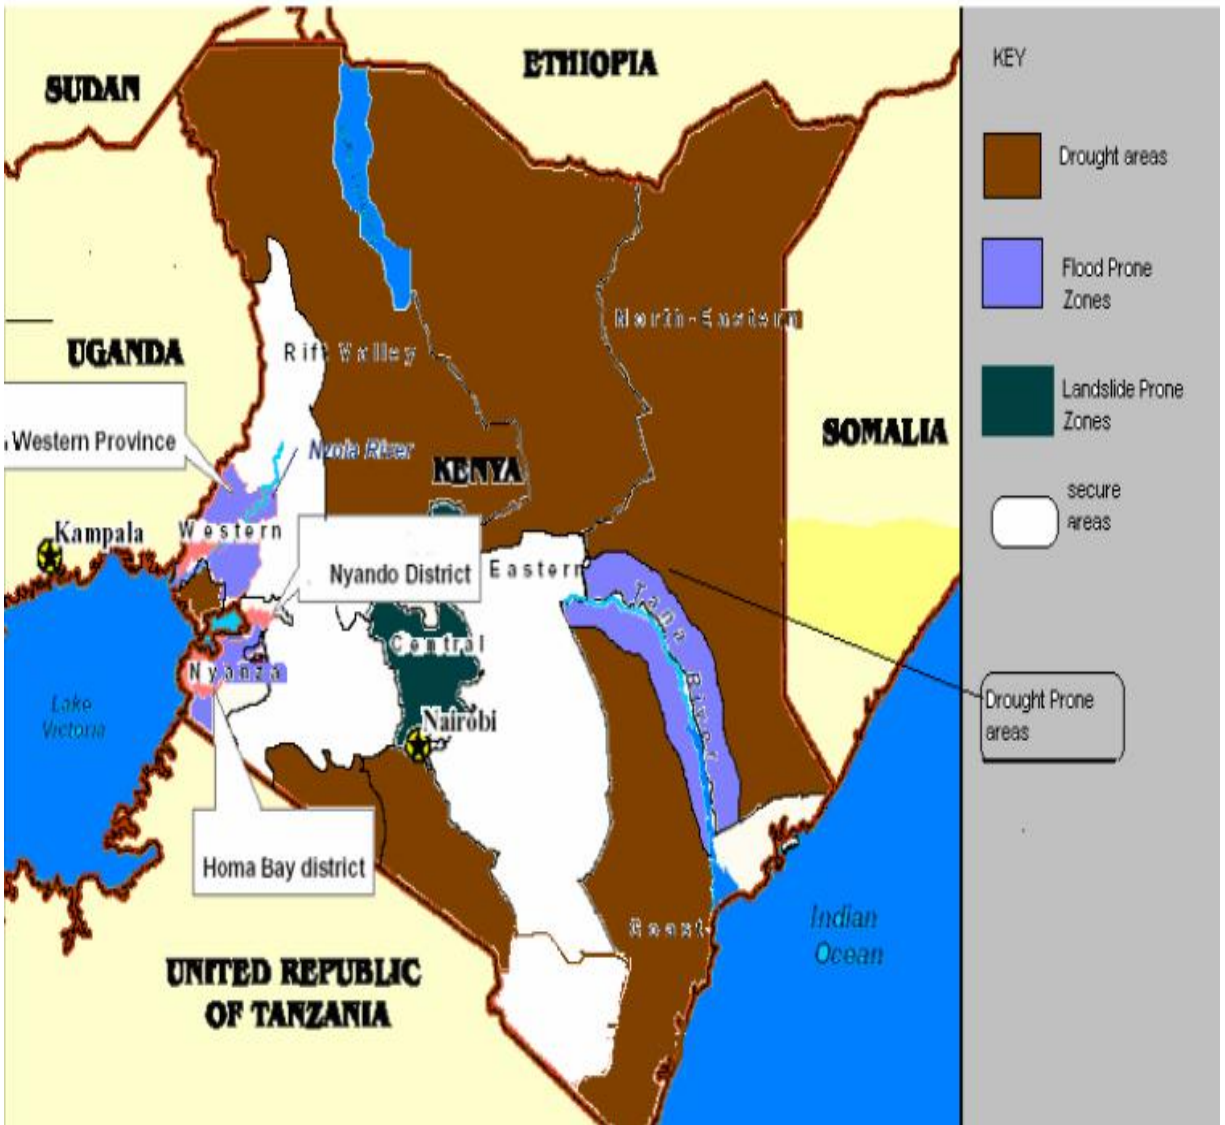 SUDAN
ETHIOPIA
KEY
Drought areas
Flood Prone
Zones
North-Eastern
Rift Valley
UGANDA
Landslide Prone
Zones
SOMALIA
Western Province
Nzoia River
KENYA
secure
areas
Kampala
Western
Nyando District
Eastern
Tana River
Central
Nyanza
Lake
Victoria
Nairobi
Drought Prone
areas
Homa Bay district
Coast
Indian
Ocean
UNITED REPUBLIC
OF TANZANIA